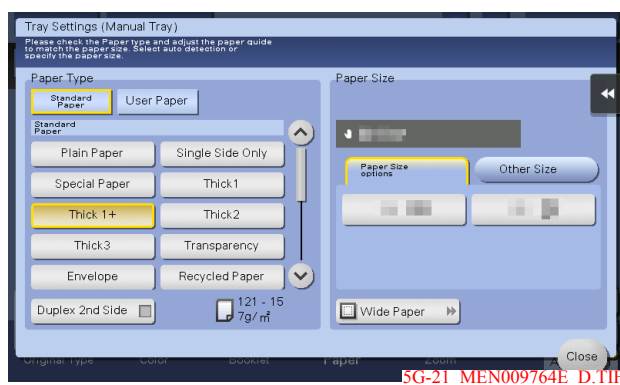 Tray Settings (Manual Tray)
Please check the Paper type and adjust the paper guide
to match the paper size. Select auto detection or
specify the paper size.
Paper Type
Paper Size
Standard
Paper
User Paper
Standard
Paper
Plain Paper
Single Side Only
Special Paper
Thick1
Thick 1+
Thick2
Thick3
Transparency
Envelope
Recycled Paper
Duplex 2nd Side
121 - 15
7g/㎡
Paper Size
options
Other Size
Wide Paper
Close
Original Type
Color
Booklet
Paper
Zoom
5G-21 MEN009764E D.TIF